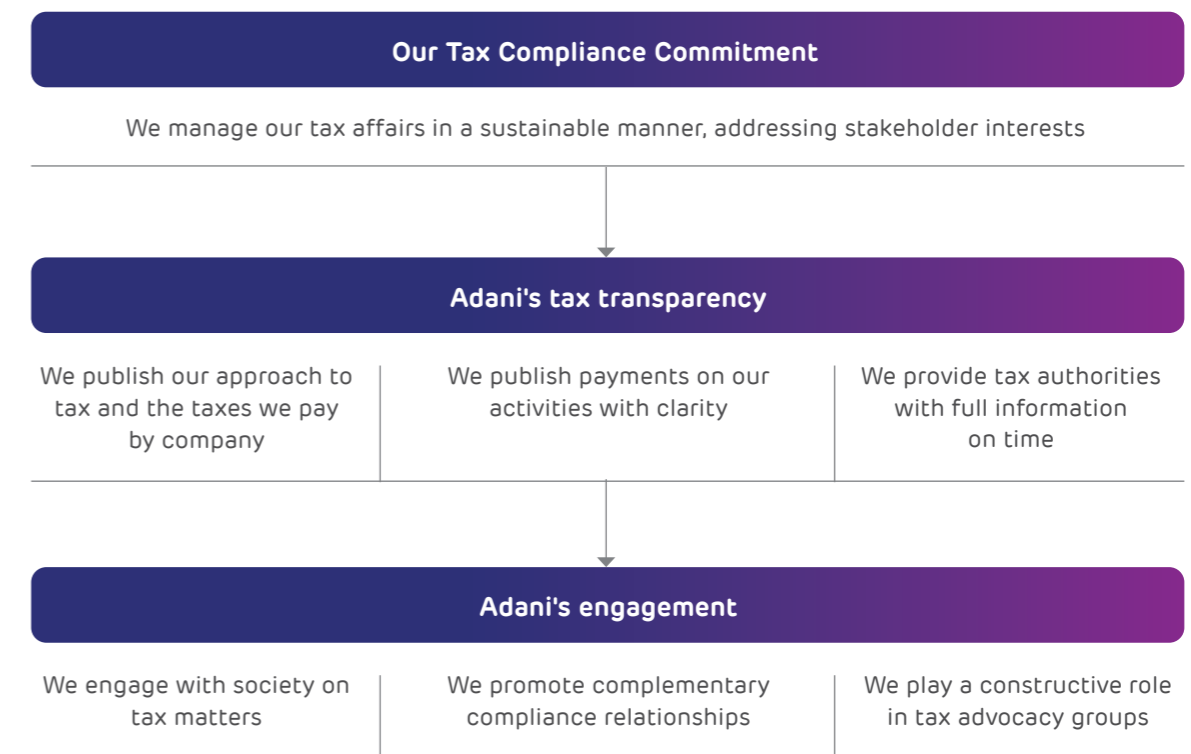 Our Tax Compliance Commitment
We manage our tax affairs in a sustainable manner, addressing stakeholder interests
Adani's tax transparency
We publish our approach to
tax and the taxes we pay
by company
We publish payments on our
activities with clarity
We provide tax authorities
with full information
on time
Adani's engagement
We engage with society on
tax matters
We promote complementary
compliance relationships
We play a constructive role
in tax advocacy groups